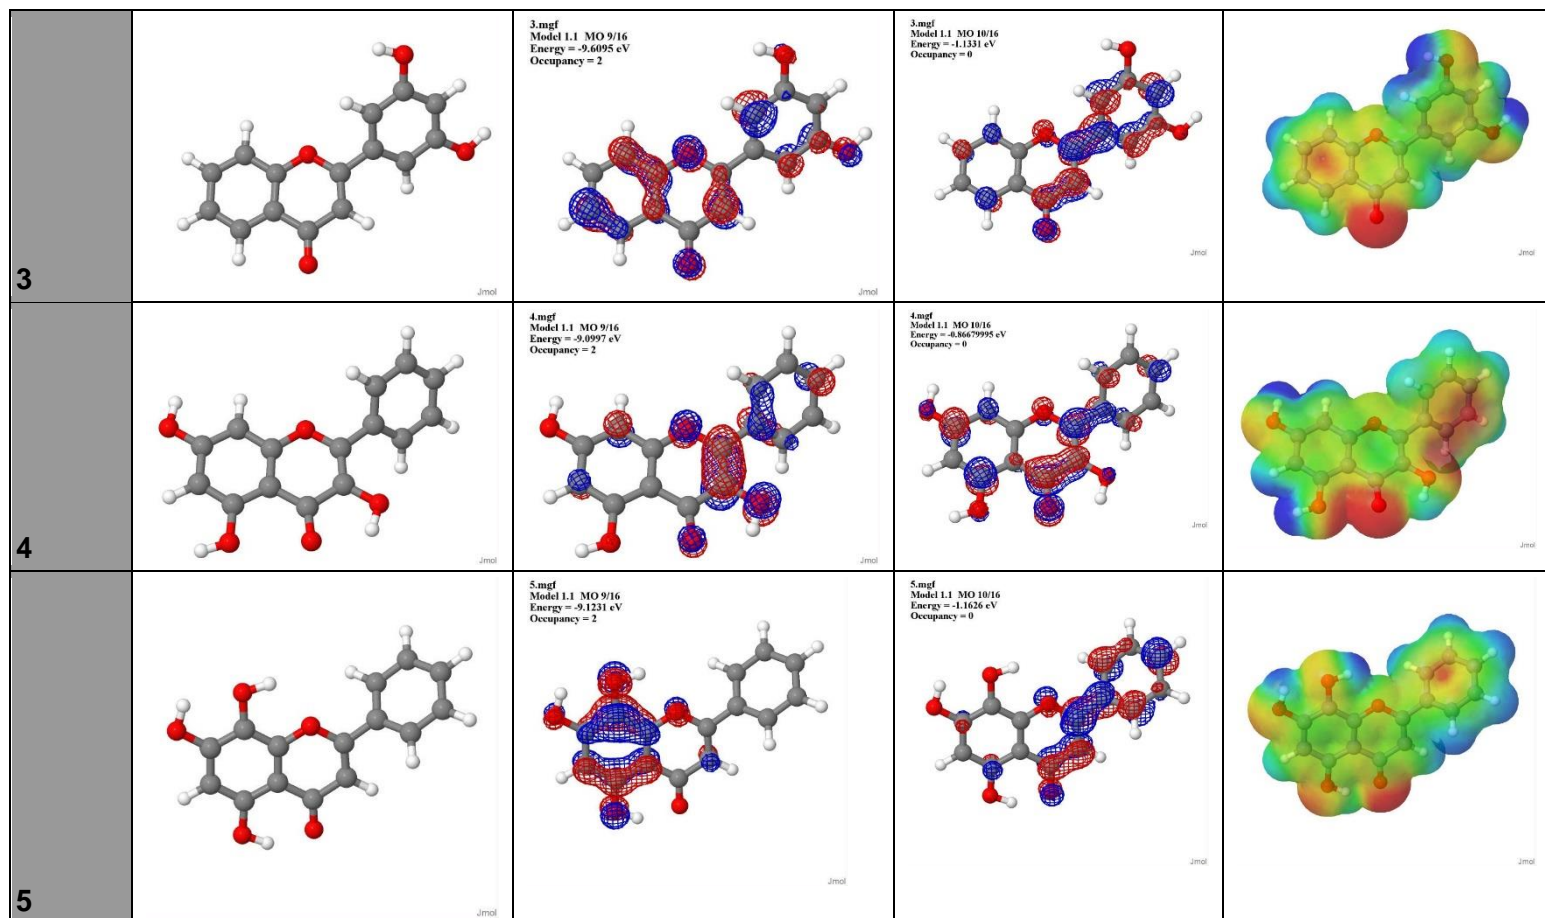 3
Jmol
3.mgf
Model 1.1 MO 9/16
Energy = -9.6095 eV
Occupancy = 2
Jmol
3.mgf
Model 1.1 MO 10/16
Energy = -1.1331 eV
Occupancy = 0
Jmol
Jmol
4
Jmol
4.mgf
Model 1.1 MO 9/16
Energy = -9.0997 eV
Occupancy = 2
Jmol
4.mgf
Model 1.1 MO 10/16
Energy = -0.86679995 eV
Occupancy = 0
Jmol
Jmol
5
Jmol
5.mgf
Model 1.1 MO 9/16
Energy = -9.1231 eV
Occupancy = 2
Jmol
5.mgf
Model 1.1 MO 10/16
Energy = -1.1626 eV
Occupancy = 0
Jmol
Jmol